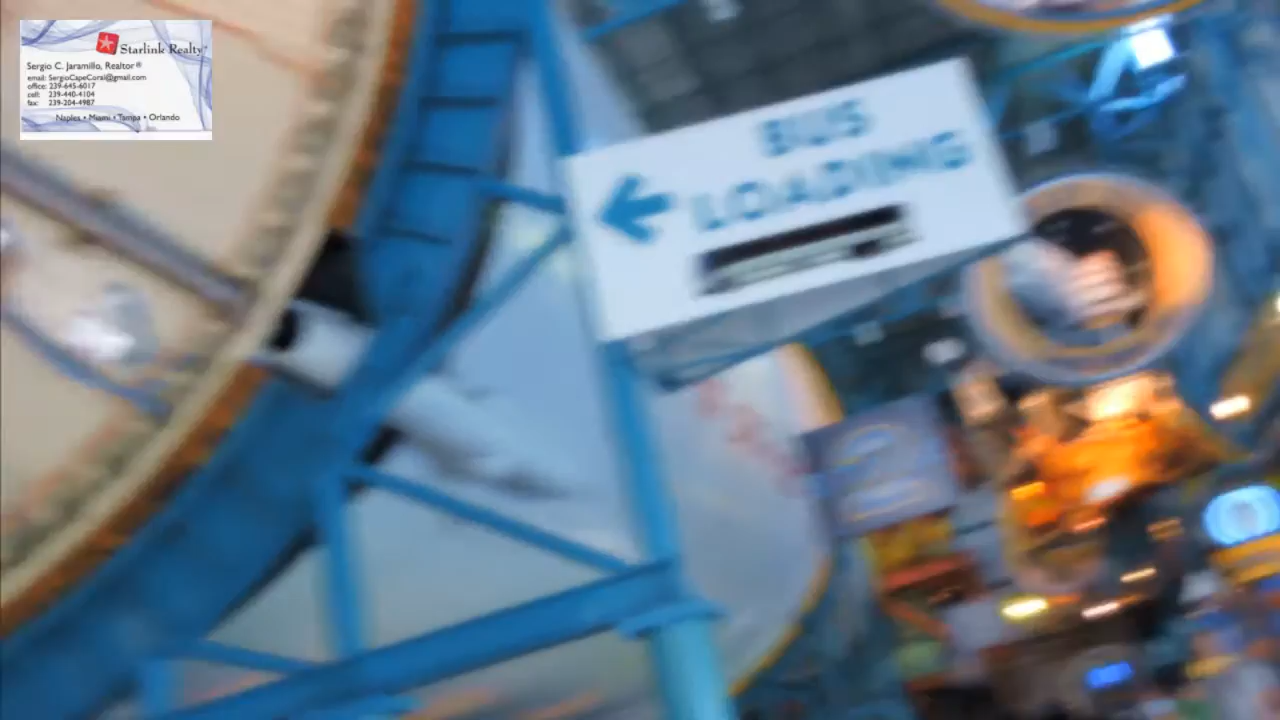 Starlink Realty
Sergio C. Jaramillo, Realtor®
email: SergioCapeCoral@gmail.com
office: 239-645-6017
cell: 239-440-4104
fax: 239-204-4987
Naples • Miami • Tampa • Orlando
BUS
LOADING